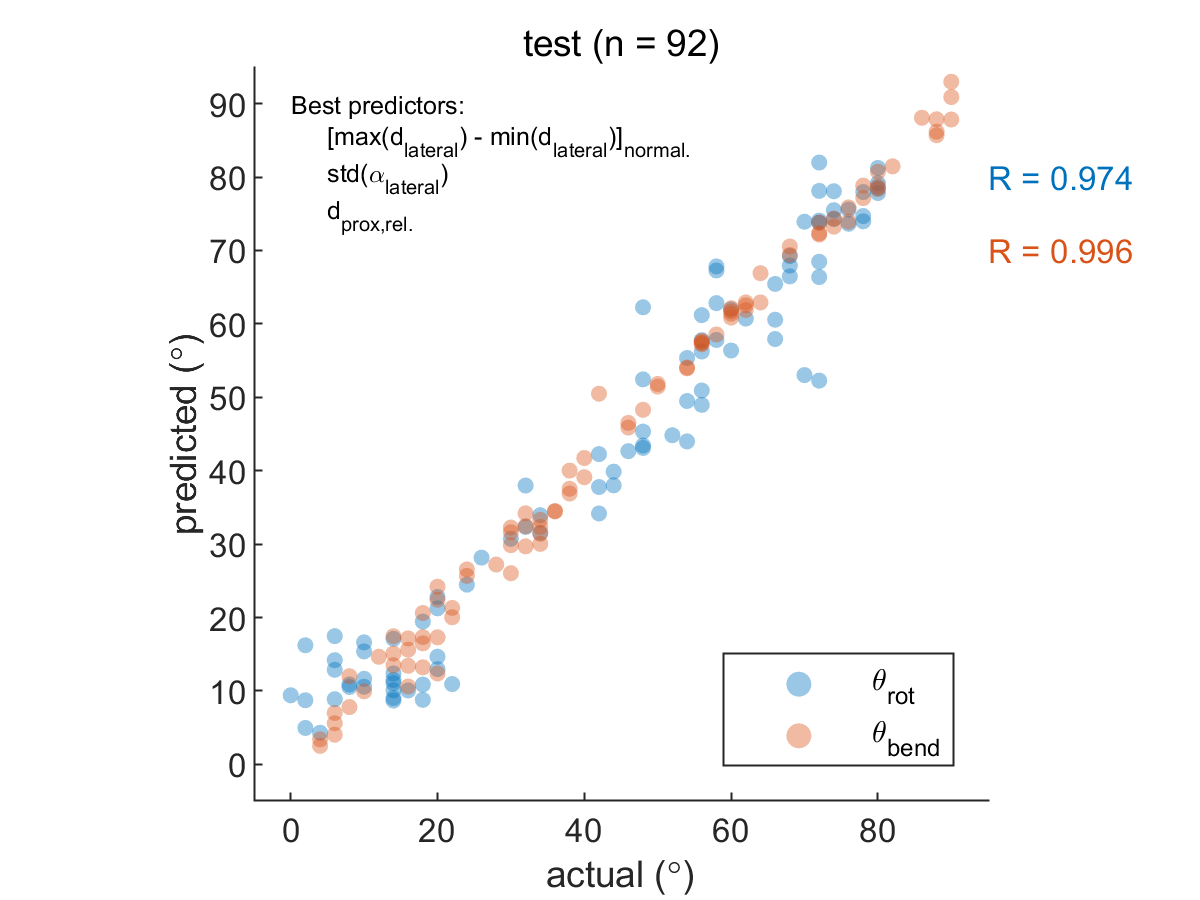 test (n = 92)
Best predictors:
[max(d_lateral) - min(d_lateral)]_normal.
std(α_lateral)
d_prox,rel.
R = 0.974
R = 0.996
predicted (°)
90
80
70
60
50
40
30
20
10
0
θ_rot
θ_bend
0 20 40 60 80
actual (°)